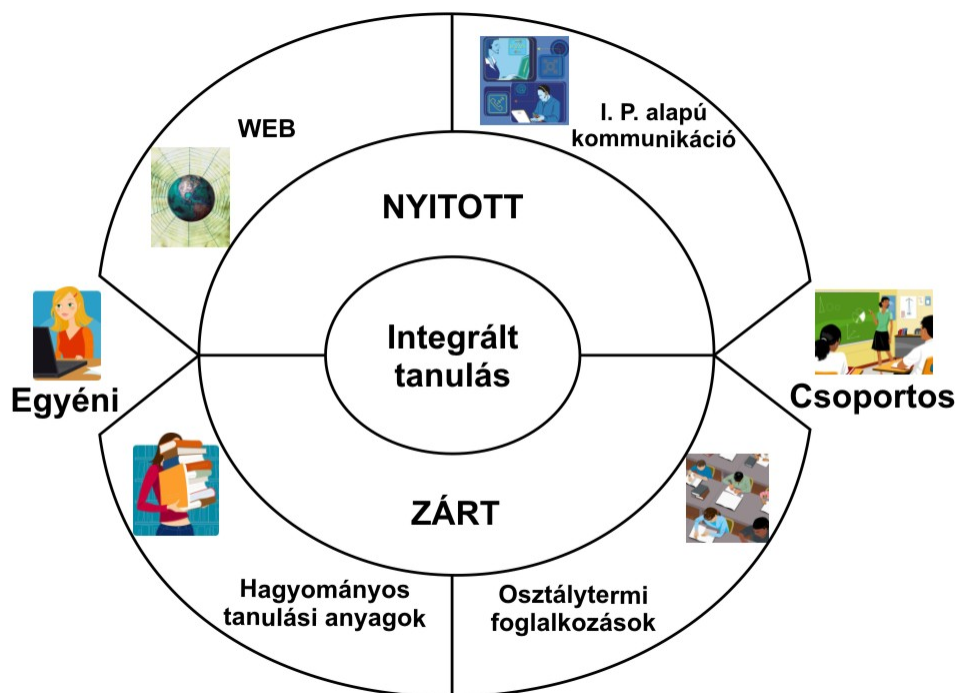 WEB
I. P. alapú
kommunikáció
NYITOTT
Integrált
tanulás
Egyéni
Csoportos
ZÁRT
Hagyományos
tanulási anyagok
Osztálytermi
foglalkozások